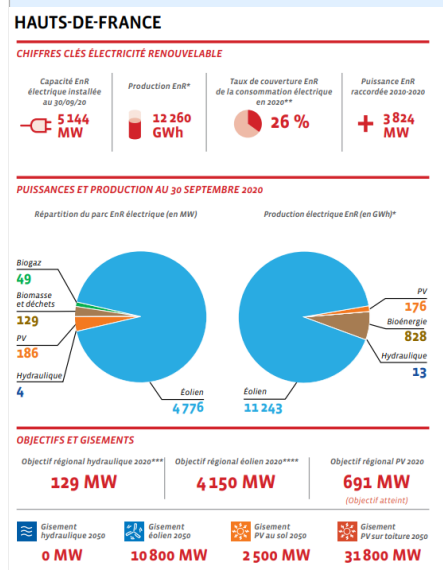 HAUTS-DE-FRANCE
CHIFFRES CLÉS ÉLECTRICITÉ RENOUVELABLE
Capacité EnR
électrique installée
au 30/09/20
5 144
MW
Production EnR*
12 260
GWh
Taux de couverture EnR
de la consommation électrique
en 2020**
26 %
Puissance EnR
raccordée 2010-2020
3 824
MW
PUISSANCES ET PRODUCTION AU 30 SEPTEMBRE 2020
Répartition du parc EnR électrique (en MW)
Biogaz
49
Biomasse
et déchets
129
PV
186
Hydraulique
4
Éolien
4 776
Production électrique EnR (en GWh)*
PV
176
Bioénergie
828
Hydraulique
13
Éolien
11 243
OBJECTIFS ET GISEMENTS
Objectif régional hydraulique 2020***
129 MW
Objectif régional éolien 2020****
4 150 MW
Objectif régional PV 2020
691 MW
(Objectif atteint)
Gisement
hydraulique 2050
0 MW
Gisement
éolien 2050
10 800 MW
Gisement
PV au sol 2050
2 500 MW
Gisement
PV sur toiture 2050
31 800 MW